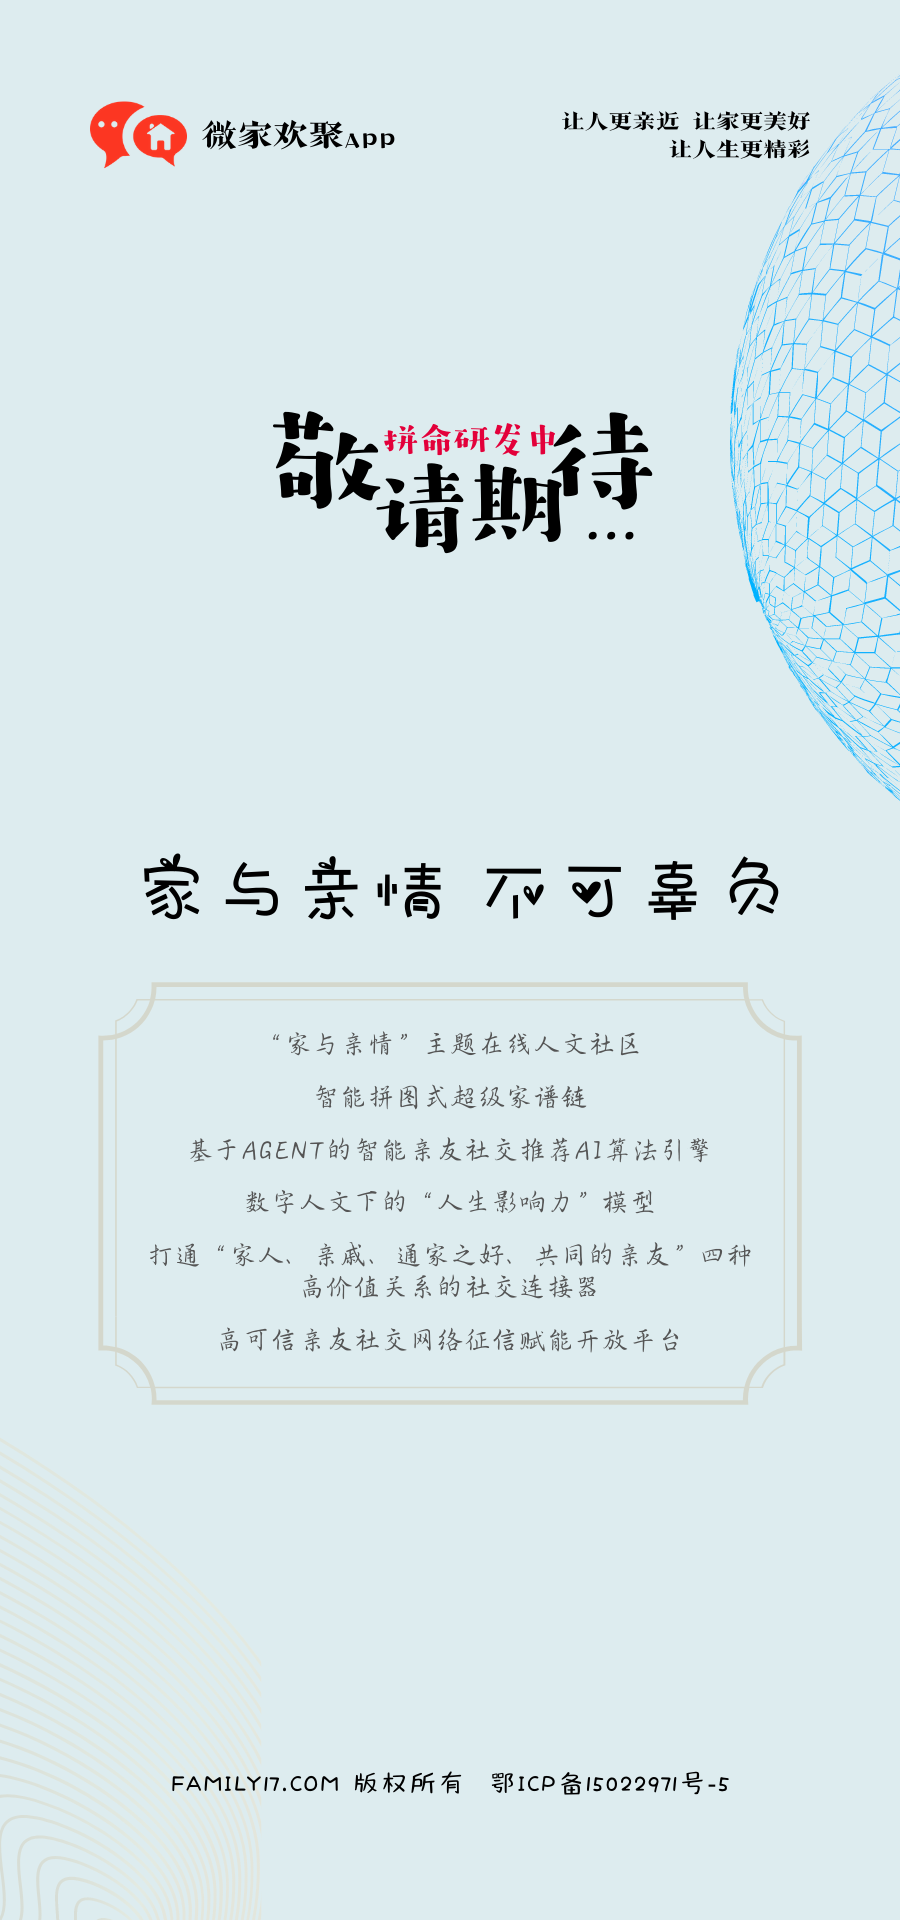 微家欢聚App
让人更亲近 让家更美好
让人生更精彩
拼命研发中
敬请期待...
家与亲情 不可辜负
“家与亲情”主题在线人文社区
智能拼图式超级家谱链
基于AGENT的智能亲友社交推荐AI算法引擎
数字人文下的“人生影响力”模型
打通“家人、亲戚、通家之好、共同的亲友”四种
高价值关系的社交连接器
高可信亲友社交网络征信赋能开放平台
FAMILY17.COM 版权所有 鄂ICP备15022971号-5